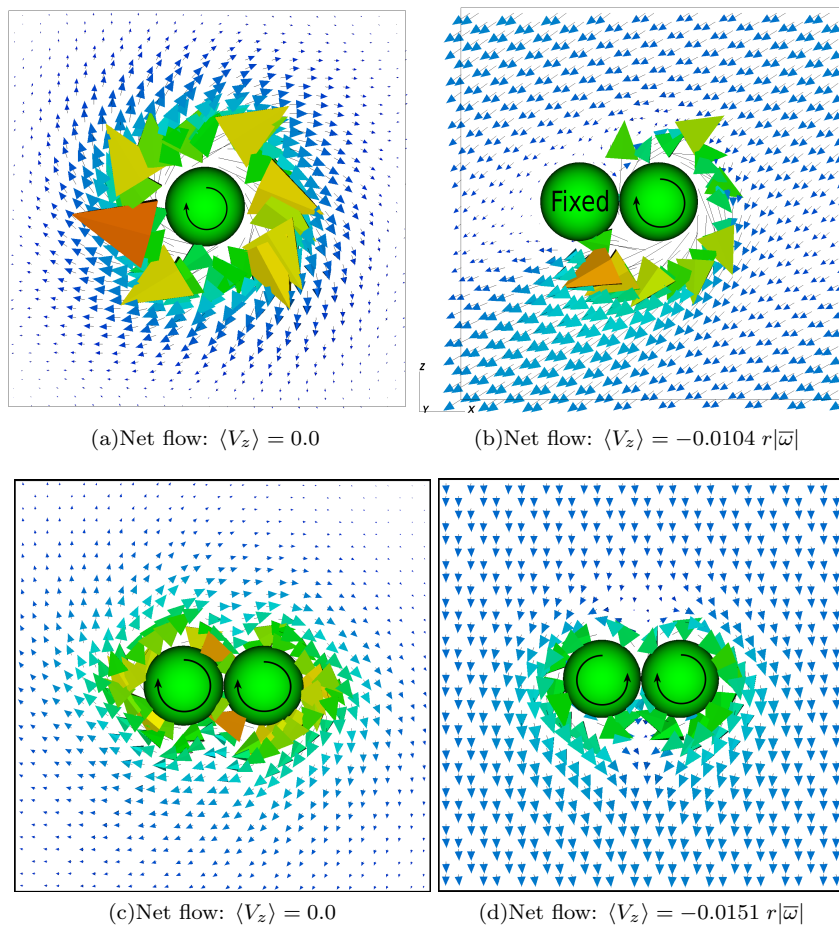 Fixed
z
Y x
(a)Net flow: ⟨V_z⟩ = 0.0
(b)Net flow: ⟨V_z⟩ = −0.0104 r|ω̅|
(c)Net flow: ⟨V_z⟩ = 0.0
(d)Net flow: ⟨V_z⟩ = −0.0151 r|ω̅|